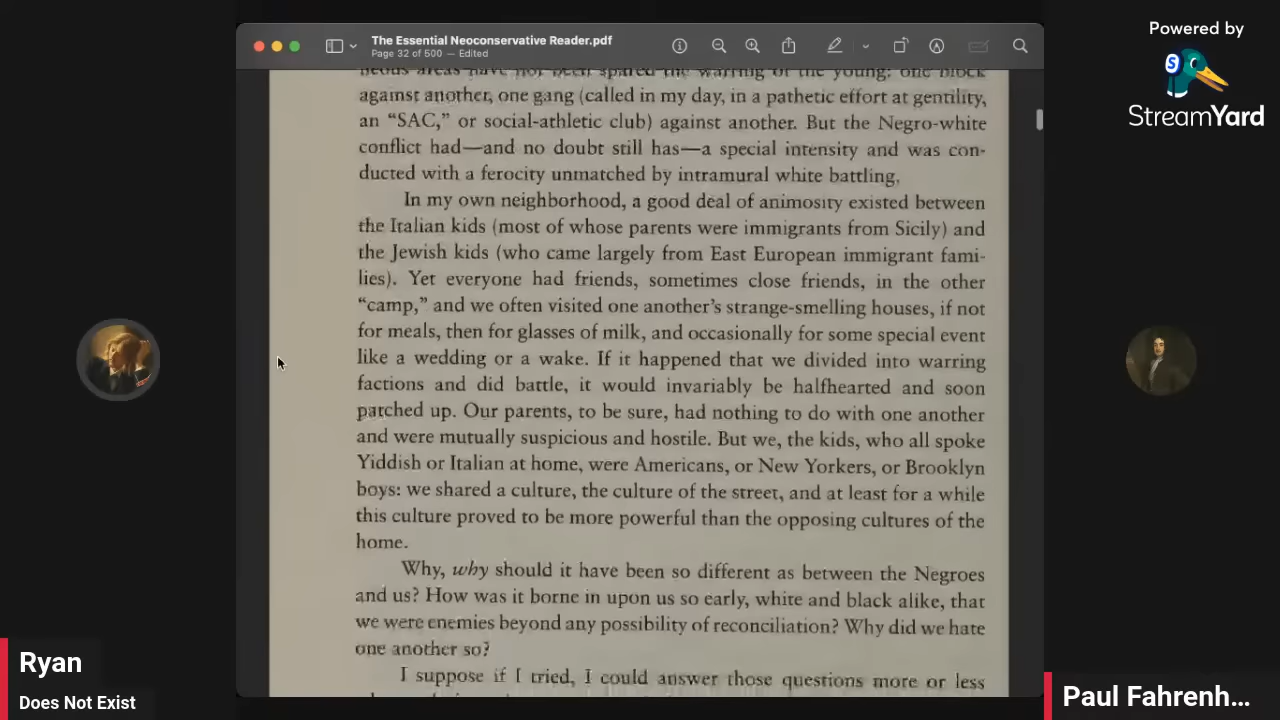 Powered by
StreamYard
The Essential Neoconservative Reader.pdf
Page 32 of 500 — Edited
neous areas have not been spared the warring of the young: one block
against another, one gang (called in my day, in a pathetic effort at gentility,
an “SAC,” or social-athletic club) against another. But the Negro-white
conflict had—and no doubt still has—a special intensity and was con-
ducted with a ferocity unmatched by intramural white battling.
In my own neighborhood, a good deal of animosity existed between
the Italian kids (most of whose parents were immigrants from Sicily) and
the Jewish kids (who came largely from East European immigrant fami-
lies). Yet everyone had friends, sometimes close friends, in the other
“camp,” and we often visited one another’s strange-smelling houses, if not
for meals, then for glasses of milk, and occasionally for some special event
like a wedding or a wake. If it happened that we divided into warring
factions and did battle, it would invariably be halfhearted and soon
patched up. Our parents, to be sure, had nothing to do with one another
and were mutually suspicious and hostile. But we, the kids, who all spoke
Yiddish or Italian at home, were Americans, or New Yorkers, or Brooklyn
boys: we shared a culture, the culture of the street, and at least for a while
this culture proved to be more powerful than the opposing cultures of the
home.
Why, why should it have been so different as between the Negroes
and us? How was it borne in upon us so early, white and black alike, that
we were enemies beyond any possibility of reconciliation? Why did we hate
one another so?
I suppose if I tried, I could answer those questions more or less
Ryan
Does Not Exist
Paul Fahrenh...